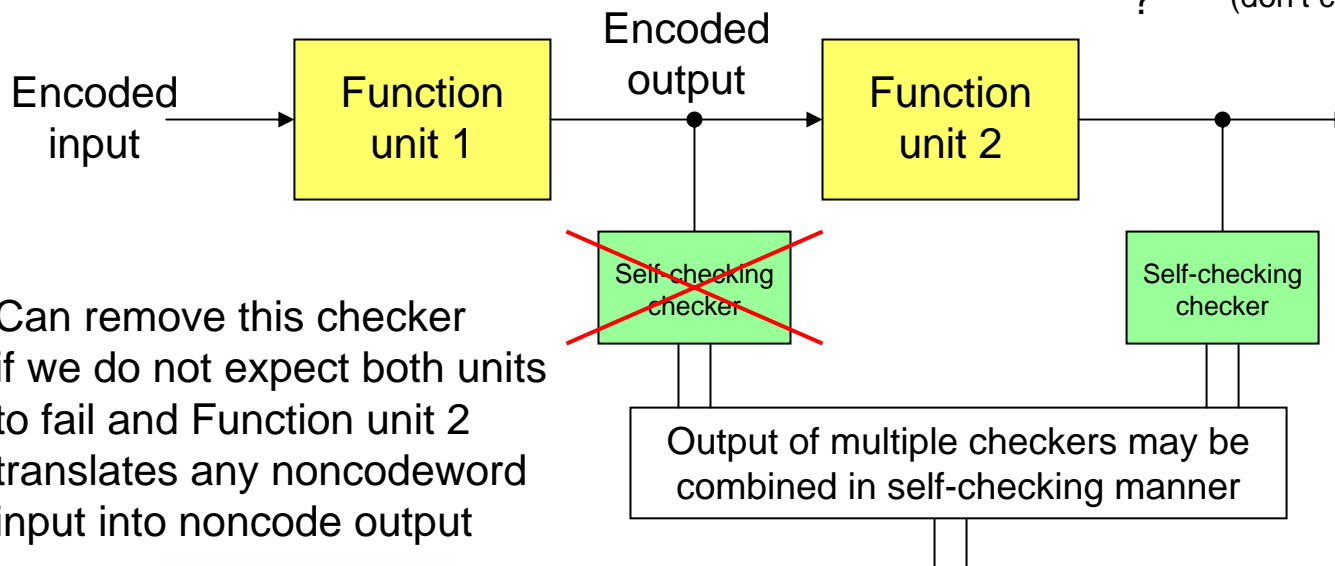 ? (don't c
Encoded
output
Encoded
input
Function
unit 1
Function
unit 2
Self-checking
checker
Self-checking
checker
Can remove this checker
if we do not expect both units
to fail and Function unit 2
translates any noncodeword
input into noncode output
Output of multiple checkers may be
combined in self-checking manner